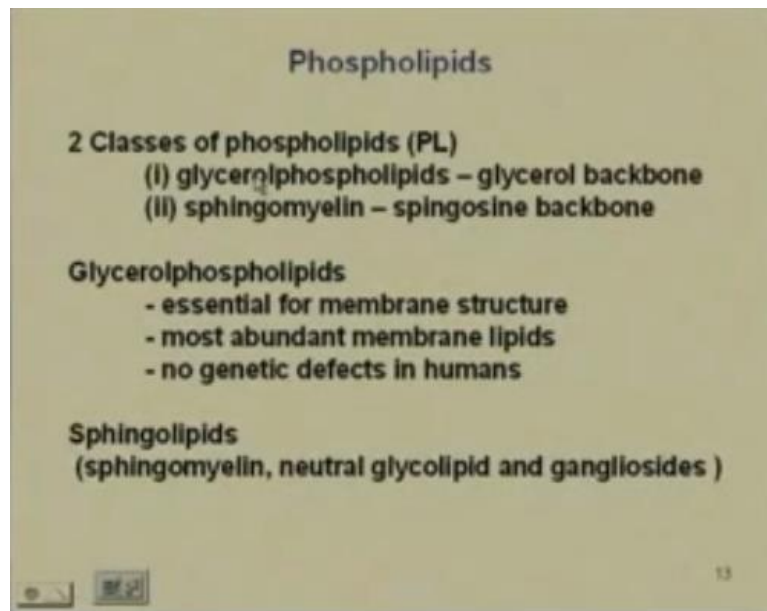 Phospholipids
2 Classes of phospholipids (PL)
(i) glycerolphospholipids – glycerol backbone
(ii) sphingomyelin – spingosine backbone
Glycerolphospholipids
- essential for membrane structure
- most abundant membrane lipids
- no genetic defects in humans
Sphingolipids
(sphingomyelin, neutral glycolipid and gangliosides )
13